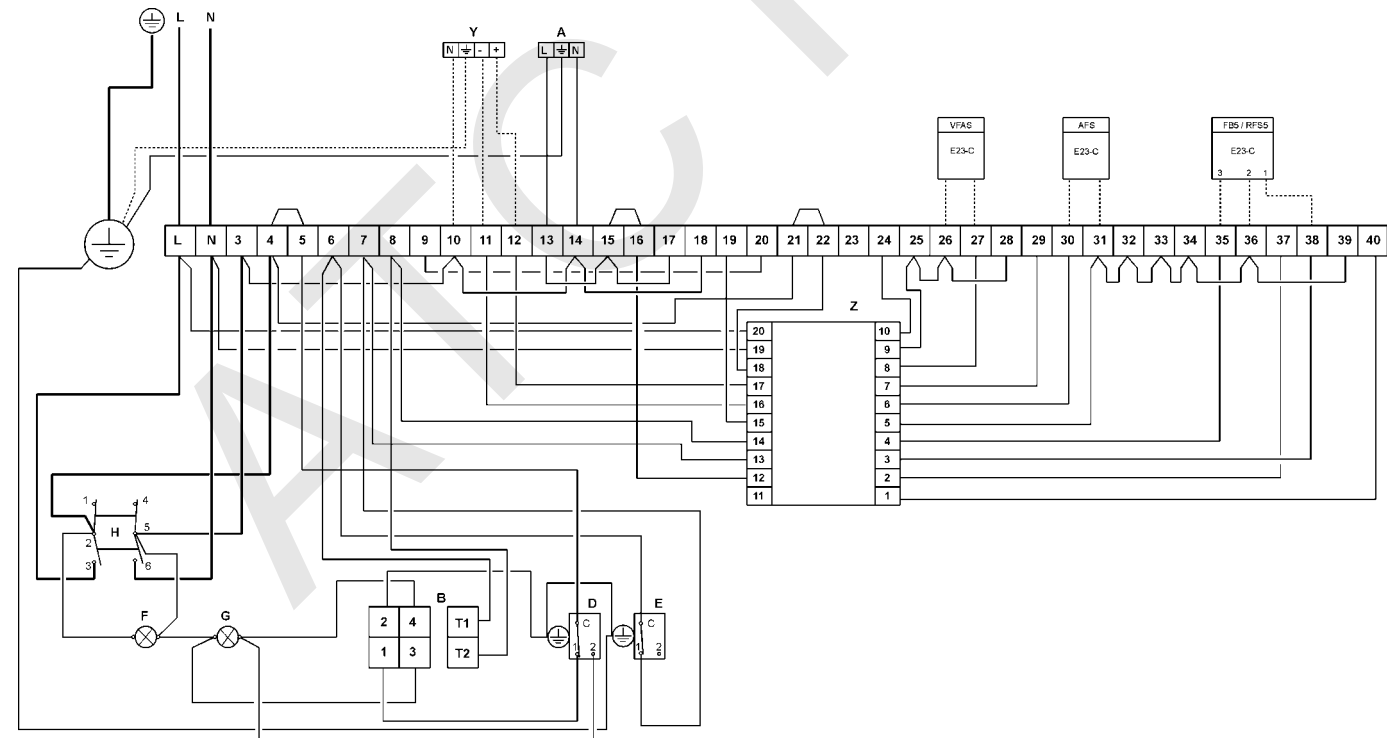 L N
Y A
N - + L N
VFAS AFS FB5 / RFS5
E23-C E23-C E23-C
3 2 1
L N 3 4 5 6 7 8 9 10 11 12 13 14 15 16 17 18 19 20 21 22 23 24 25 26 27 28 29 30 31 32 33 34 35 36 37 38 39 40
Z
20 10
19 9
18 8
17 7
16 6
15 5
14 4
13 3
12 2
11 1
1 4
H 5
2
3 6
F G B D E
2 4 T1 C C
1 3 T2 1 2 1 2
ATC